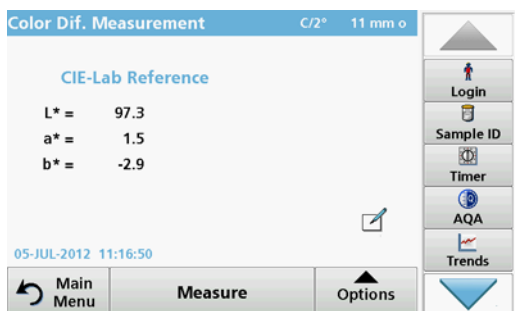 Color Dif. Measurement C/2° 11 mm o
CIE-Lab Reference
L* = 97.3
a* = 1.5
b* = -2.9
05-JUL-2012 11:16:50
Main Menu
Measure
Options
Login
Sample ID
Timer
AQA
Trends